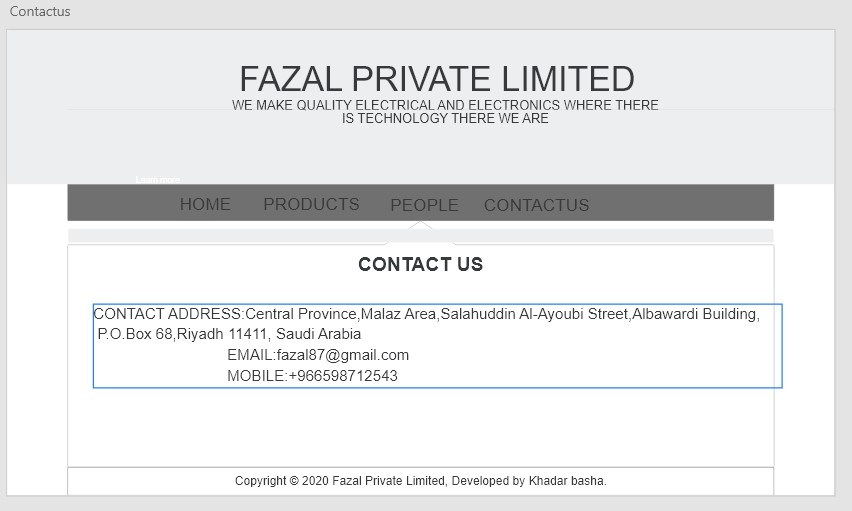 Contactus
FAZAL PRIVATE LIMITED
WE MAKE QUALITY ELECTRICAL AND ELECTRONICS WHERE THERE
IS TECHNOLOGY THERE WE ARE
Learn more
HOME PRODUCTS PEOPLE CONTACTUS
CONTACT US
CONTACT ADDRESS:Central Province,Malaz Area,Salahuddin Al-Ayoubi Street,Albawardi Building,
P.O.Box 68,Riyadh 11411, Saudi Arabia
EMAIL:fazal87@gmail.com
MOBILE:+966598712543
Copyright © 2020 Fazal Private Limited, Developed by Khadar basha.